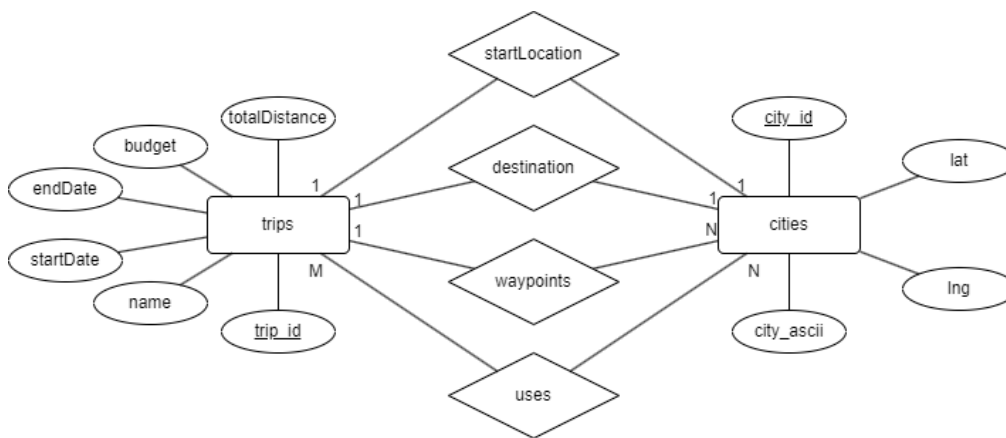 startLocation
totalDistance
city_id
budget
destination
lat
endDate
1
1
1
1
trips
1
N
cities
startDate
M
waypoints
N
name
lng
trip_id
city_ascii
uses